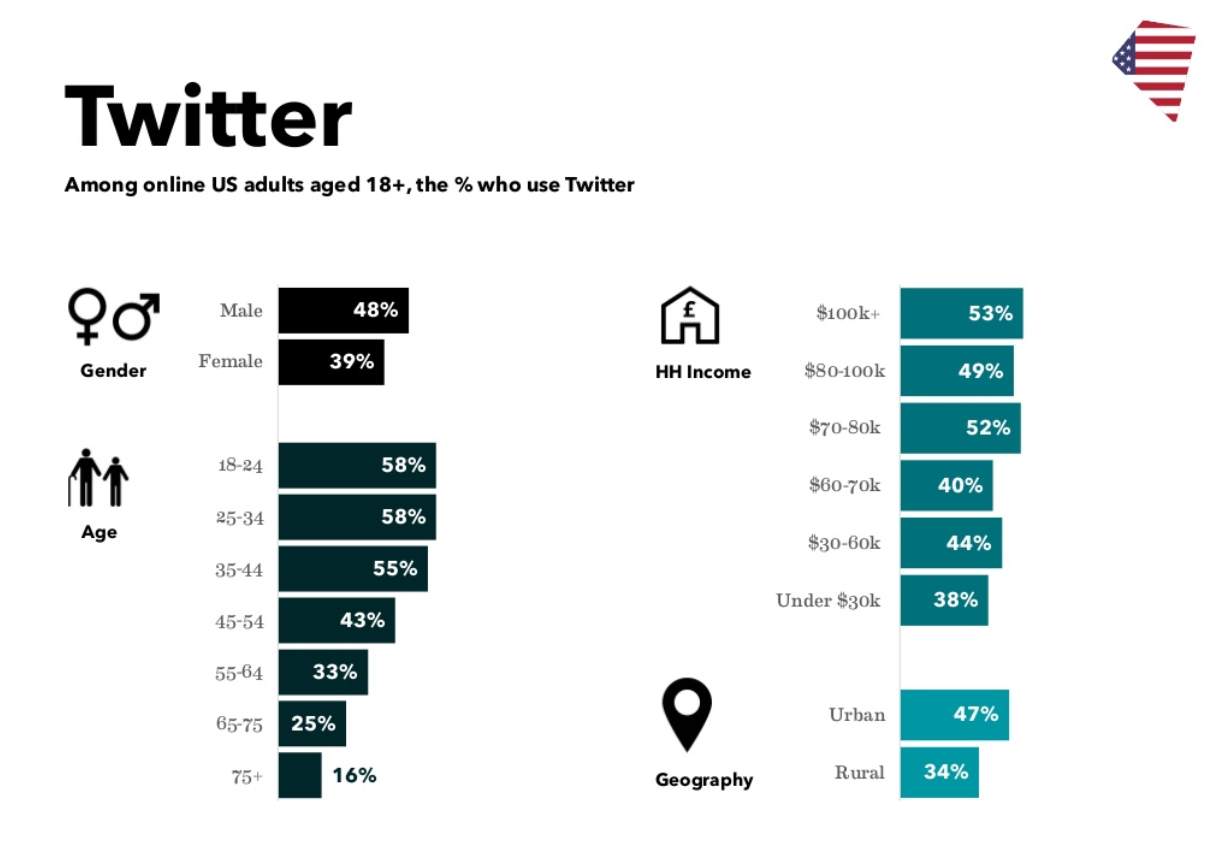 Twitter
Among online US adults aged 18+, the % who use Twitter
Gender
Male 48%
Female 39%
Age
18-24 58%
25-34 58%
35-44 55%
45-54 43%
55-64 33%
65-75 25%
75+ 16%
£
HH Income
$100k+ 53%
$80-100k 49%
$70-80k 52%
$60-70k 40%
$30-60k 44%
Under $30k 38%
Geography
Urban 47%
Rural 34%